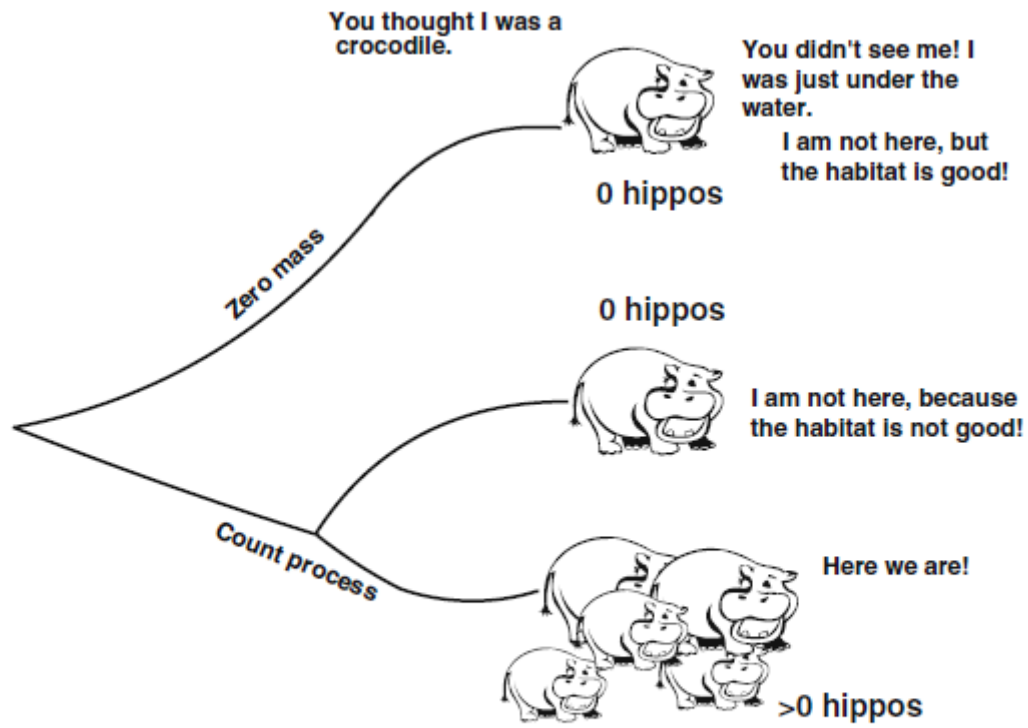 You thought I was a
crocodile.
You didn't see me! I
was just under the
water.
I am not here, but
the habitat is good!
0 hippos
Zero mass
0 hippos
I am not here, because
the habitat is not good!
Count process
Here we are!
>0 hippos